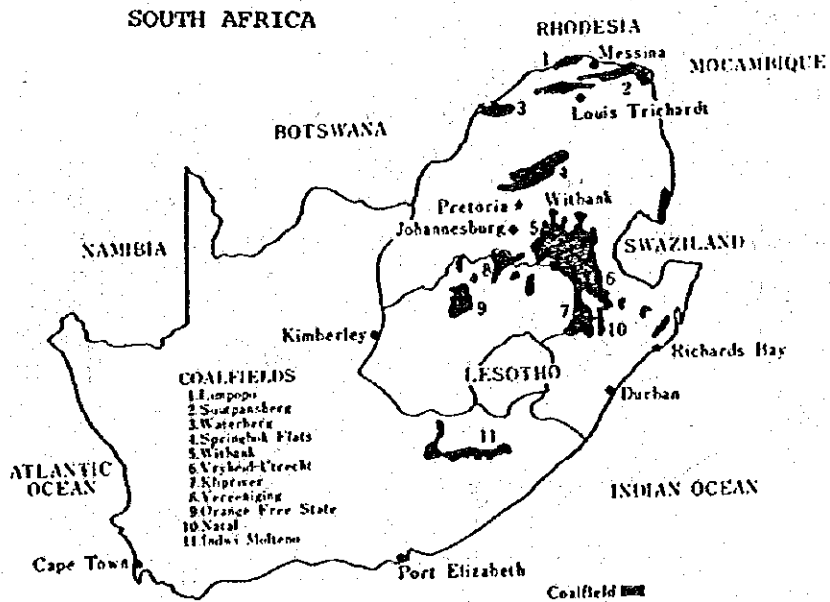 SOUTH AFRICA
RHODESIA
1
Messina
MOCAMBIQUE
2
3
Louis Trichardt
BOTSWANA
4
Pretoria
Witbank
Johannesburg
5
NAMIBIA
SWAZILAND
8
6
9
7
10
Kimberley
Richards Bay
LESOTHO
Durban
COALFIELDS
1 Limpopo
2 Soutpansberg
3 Waterberg
4 Springbok Flats
5 Witbank
6 Vryheid-Utrecht
7 Kliprivier
8 Vereeniging
9 Orange Free State
10 Natal
11 Indwi Molteno
11
ATLANTIC
OCEAN
INDIAN OCEAN
Cape Town
Port Elizabeth
Coalfield